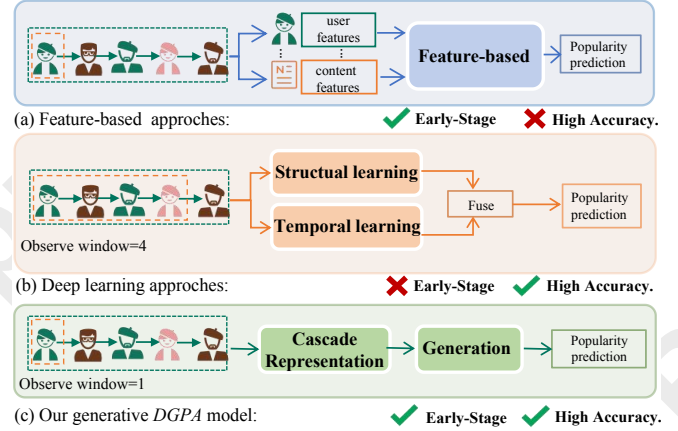 user
features
content
features
Feature-based
Popularity
prediction
(a) Feature-based approches:
Early-Stage
High Accuracy.
Observe window=4
Structual learning
Temporal learning
Fuse
Popularity
prediction
(b) Deep learning approches:
Early-Stage
High Accuracy.
Observe window=1
Cascade
Representation
Generation
Popularity
prediction
(c) Our generative DGPA model:
Early-Stage
High Accuracy.